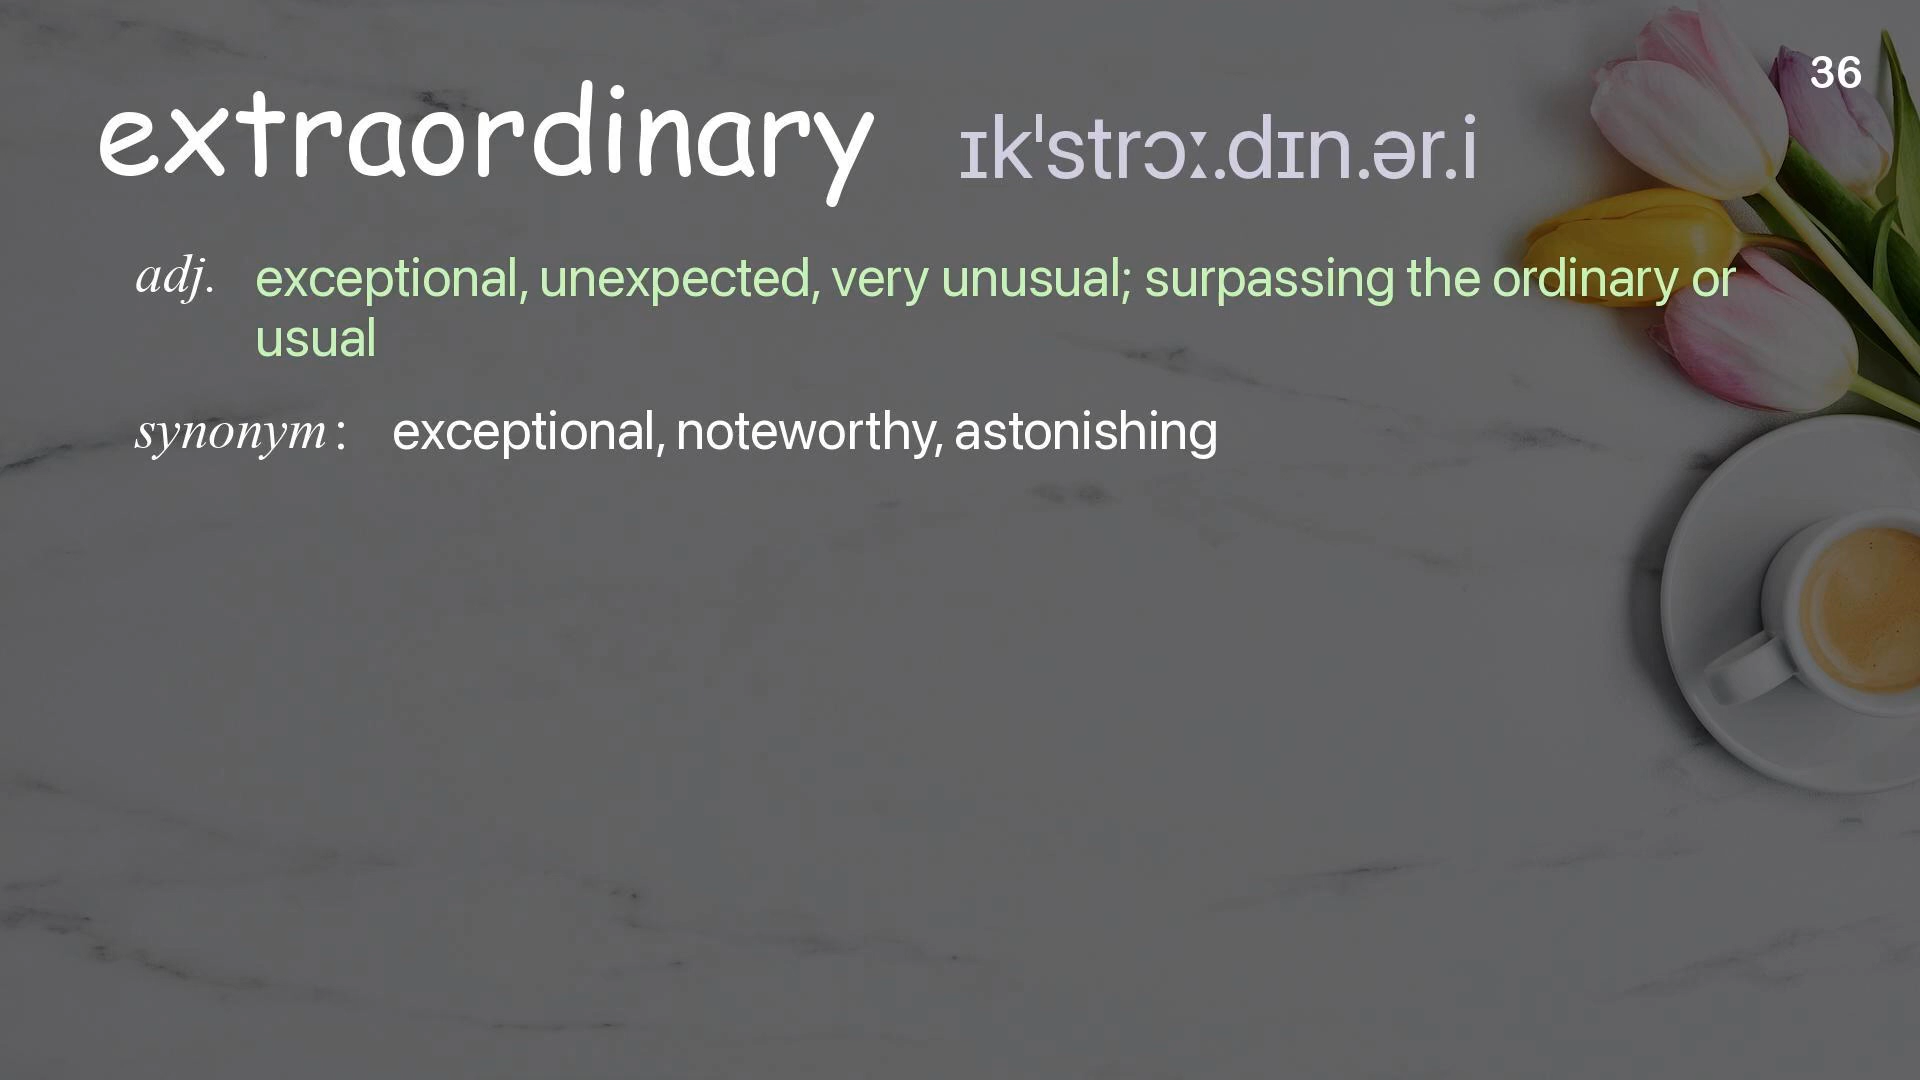 36
extraordinary ɪkˈstrɔː.dɪn.ər.i
adj. exceptional, unexpected, very unusual; surpassing the ordinary or
usual
synonym : exceptional, noteworthy, astonishing